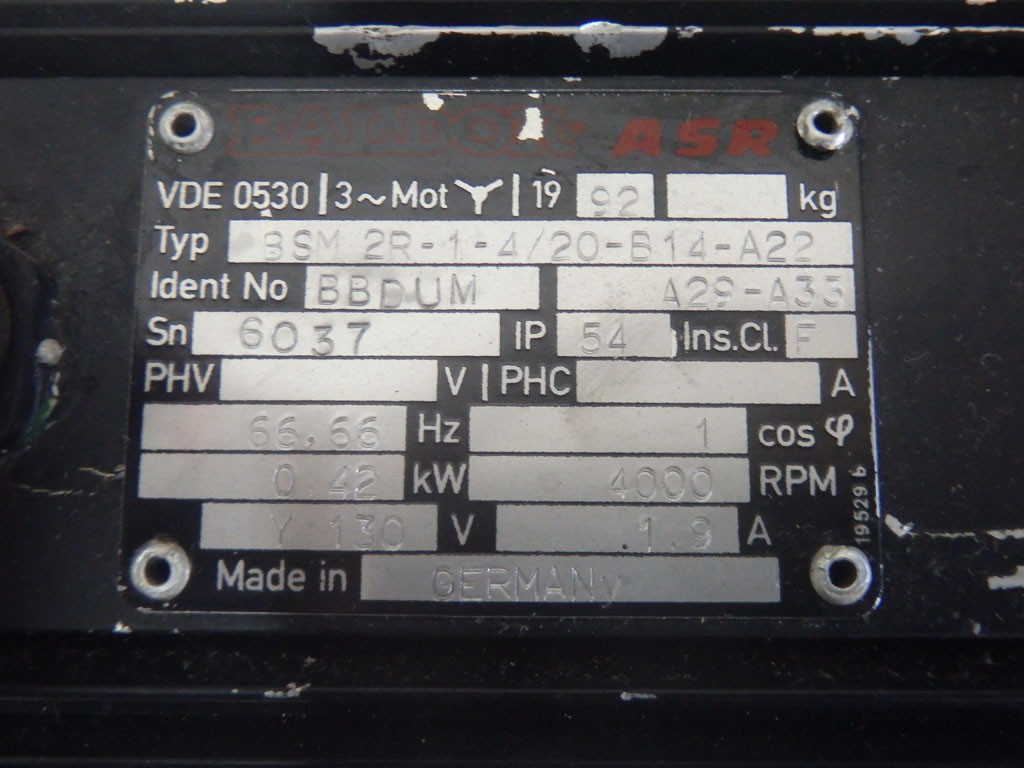 BALDOR ASR
VDE 0530 | 3~Mot | 19 92 kg
Typ BSM 2R-1-4/20-B14-A22
Ident No BBDUM A29-A33
Sn 6037 IP 54 Ins.Cl. F
PHV V | PHC A
66.66 Hz 1 cos φ
0.42 kW 4000 RPM
Y 130 V 1.9 A
Made in GERMANY
19529 b